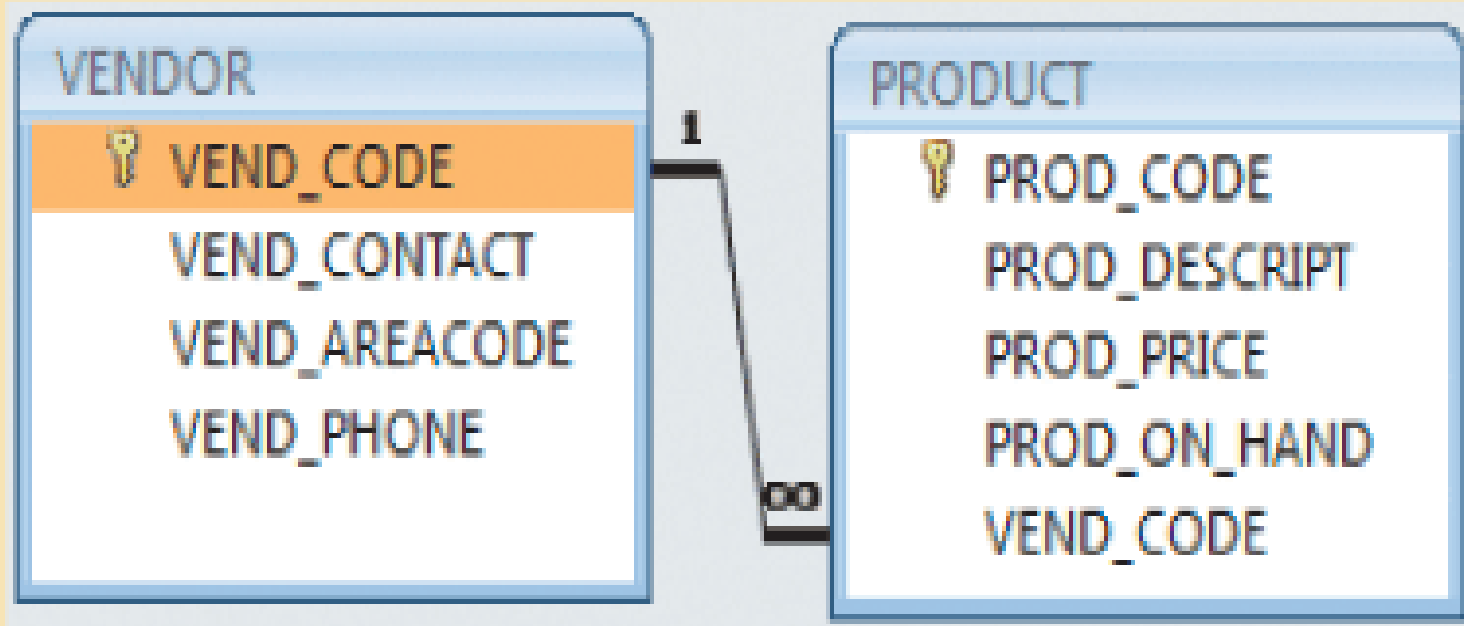 VENDOR
VEND_CODE
VEND_CONTACT
VEND_AREACODE
VEND_PHONE
1
∞
PRODUCT
PROD_CODE
PROD_DESCRIPT
PROD_PRICE
PROD_ON_HAND
VEND_CODE